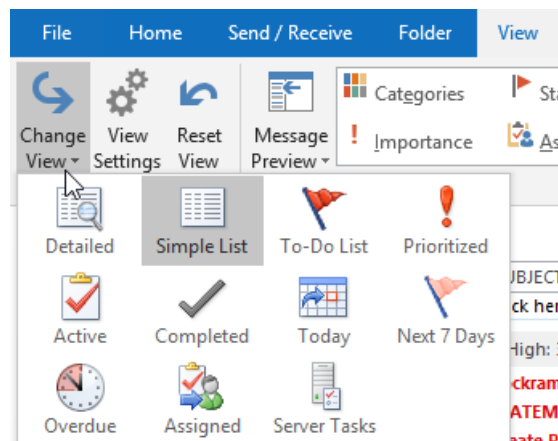 File Home Send / Receive Folder View
Categories
Importance
Change View
View Settings
Reset View
Message Preview
Detailed Simple List To-Do List Prioritized
Active Completed Today Next 7 Days
Overdue Assigned Server Tasks
High: